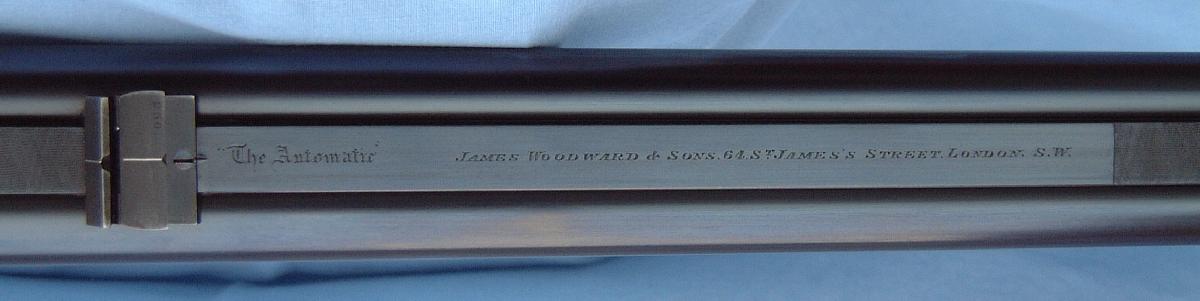 "The Automatic" JAMES WOODWARD & SONS. 64. ST JAMES'S STREET. LONDON. S.W.